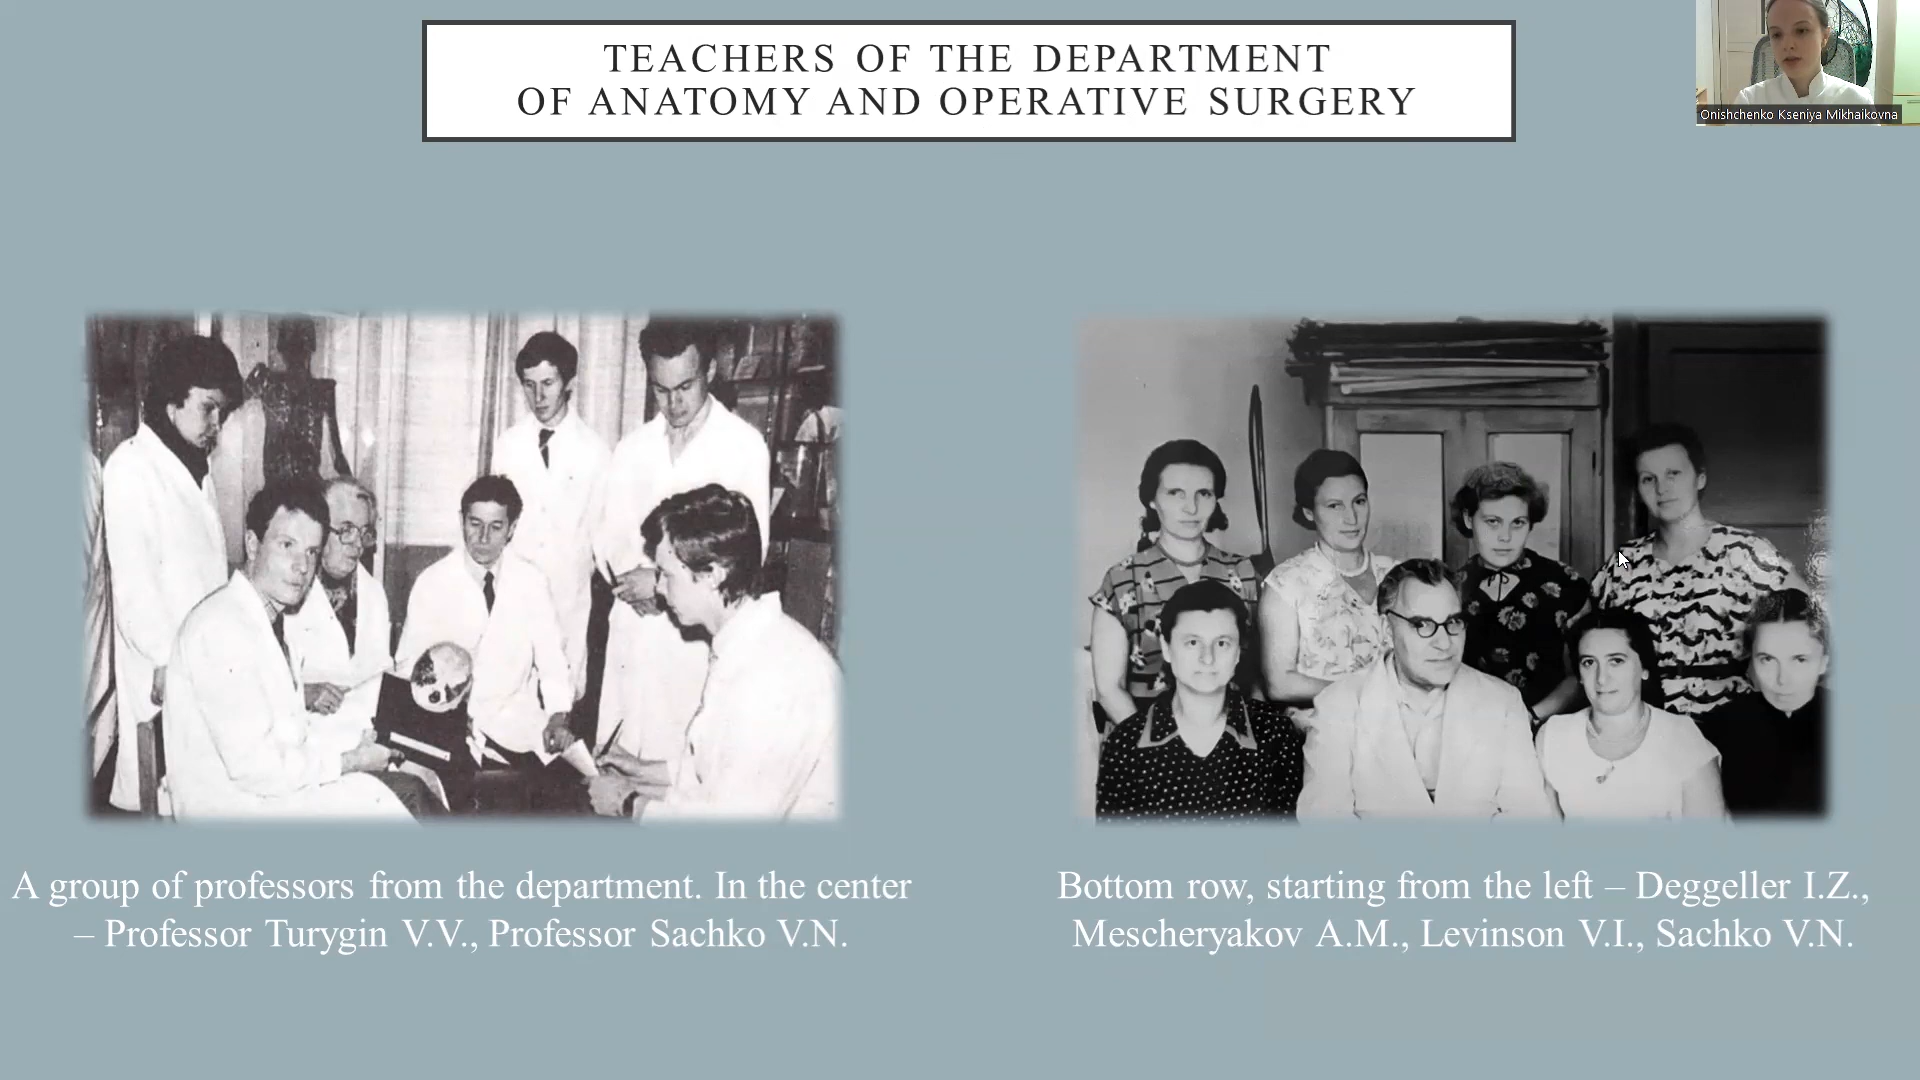 TEACHERS OF THE DEPARTMENT
OF ANATOMY AND OPERATIVE SURGERY
Onishchenko Kseniya Mikhaikovna
A group of professors from the department. In the center
– Professor Turygin V.V., Professor Sachko V.N.
Bottom row, starting from the left – Deggeller I.Z.,
Mescheryakov A.M., Levinson V.I., Sachko V.N.